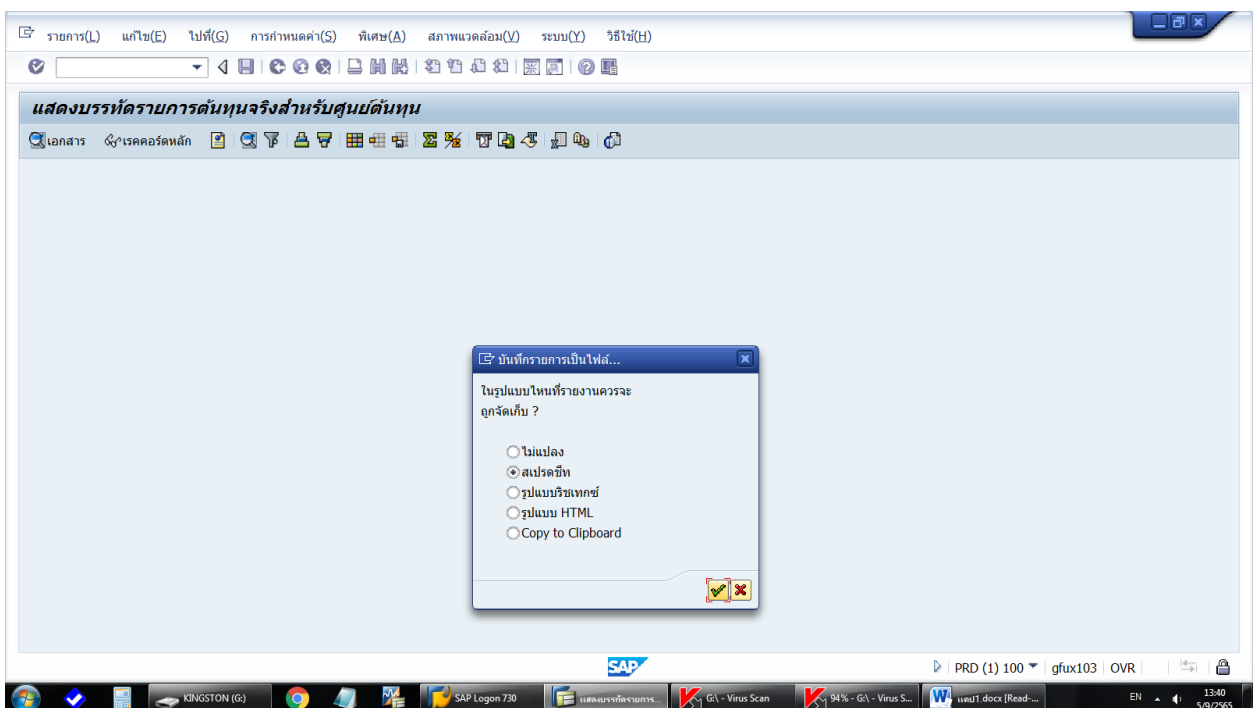 รายการ(L) แก้ไข(E) ไปที่(G) การกำหนดค่า(S) พิเศษ(A) สภาพแวดล้อม(V) ระบบ(Y) วิธีใช้(H)
แสดงบรรทัดรายการต้นทุนจริงสำหรับศูนย์ต้นทุน
เอกสาร เรคคอร์ดหลัก
บันทึกรายการเป็นไฟล์...
ในรูปแบบไหนที่รายงานควรจะ
ถูกจัดเก็บ ?
ไม่แปลง
สเปรดชีท
รูปแบบริชเทกซ์
รูปแบบ HTML
Copy to Clipboard
SAP
PRD (1) 100 gfux103 OVR
KINGSTON (G:) SAP Logon 730 แสดงบรรทัดรายการ... G:\ - Virus Scan 94% - G:\ - Virus S... แคป1.docx [Read-... EN 13:40
5/9/2565